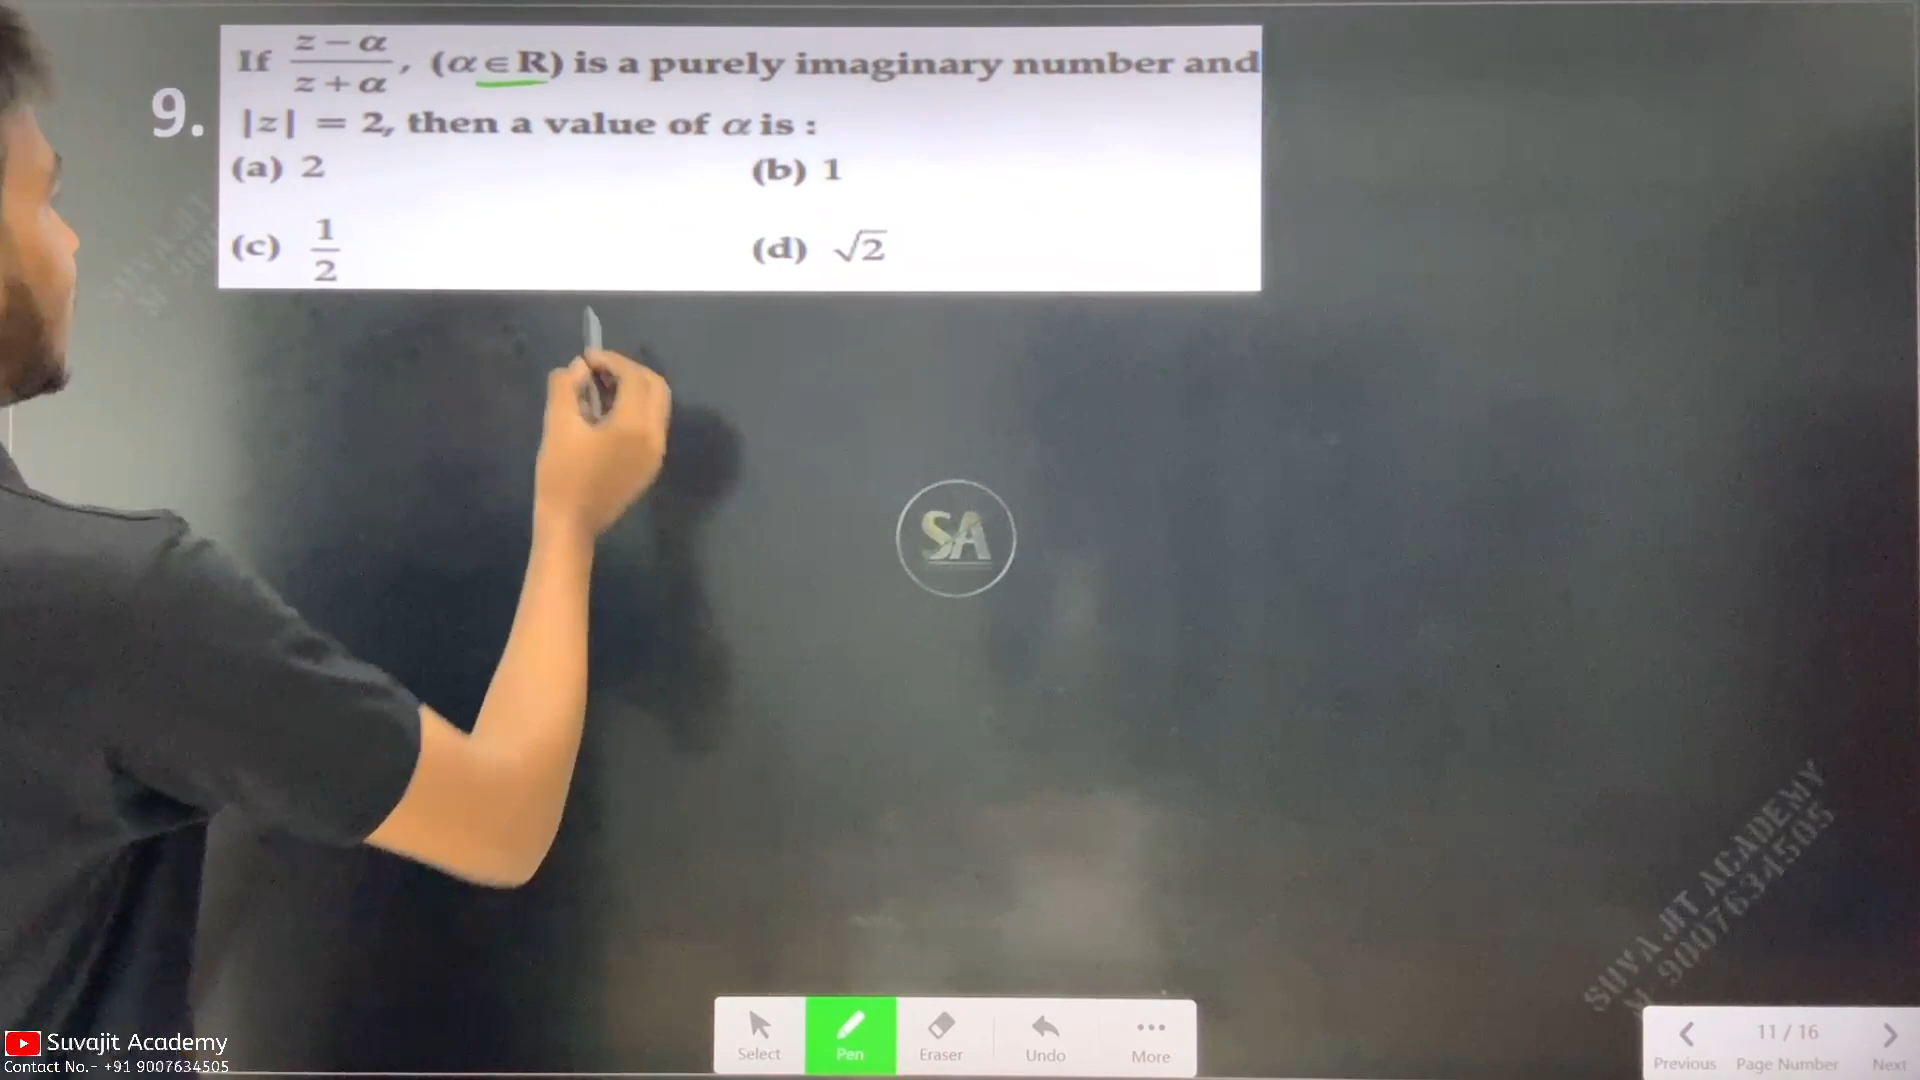 9.
If \frac{z-α}{z+α}, (α∈R) is a purely imaginary number and
|z| = 2, then a value of α is :
(a) 2 (b) 1
(c) \frac{1}{2} (d) √2
SA
SUVAJIT ACADEMY
M- 9007634505
Select Pen Eraser Undo More
11 / 16
Previous Page Number Next
Suvajit Academy
Contact No.- +91 9007634505